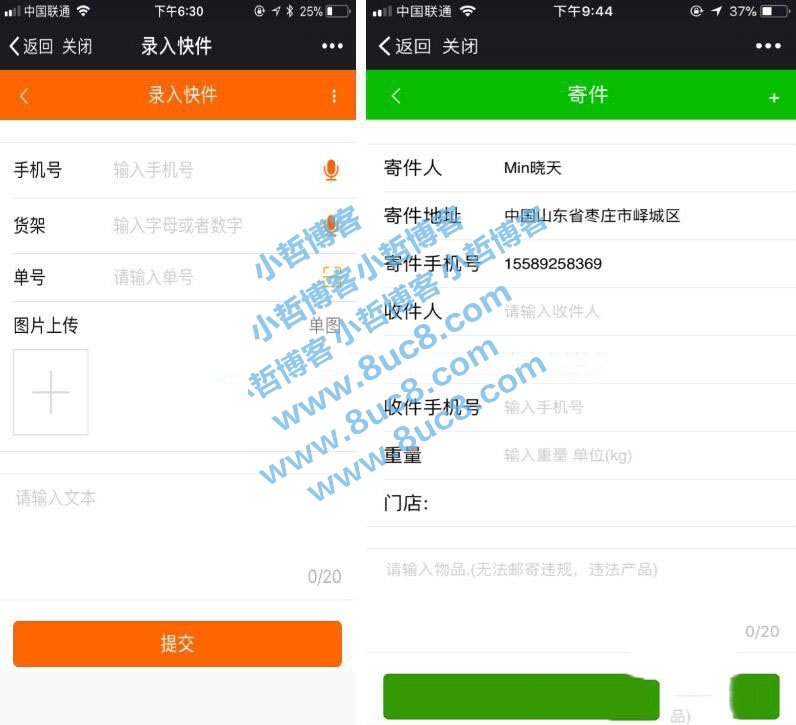 中国联通
下午6:30
25%
返回 关闭
录入快件
录入快件
手机号
输入手机号
货架
输入字母或者数字
单号
请输入单号
图片上传
单图
请输入文本
0/20
提交
中国联通
下午9:44
37%
返回 关闭
寄件
+
寄件人
Min晓天
寄件地址
中国山东省枣庄市峄城区
寄件手机号
15589258369
收件人
请输入收件人
收件手机号
输入手机号
重量
输入重量 单位(kg)
门店:
请输入物品,(无法邮寄违规，违法产品)
0/20
品)
小哲博客小哲博客小哲博客
小哲博客小哲博客小哲博客
www.8uc8.com
www.8uc8.com
www.8uc8.com